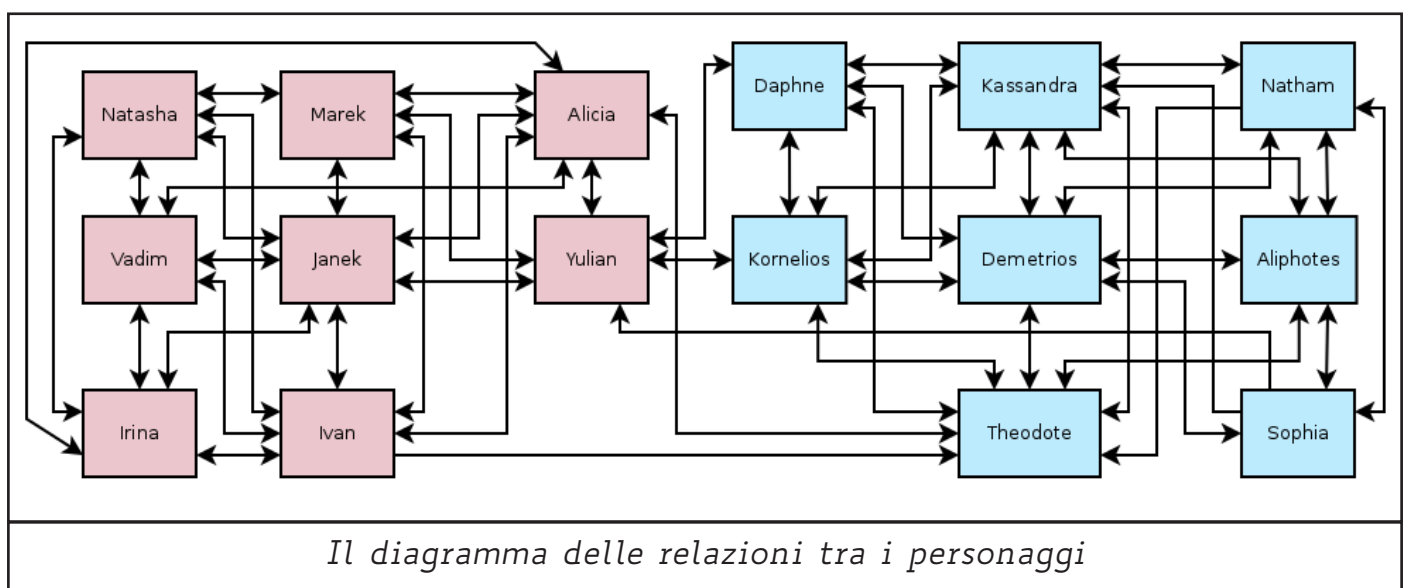 Natasha
Marek
Alicia
Daphne
Kassandra
Natham
Vadim
Janek
Yulian
Kornelios
Demetrios
Aliphotes
Irina
Ivan
Theodote
Sophia
Il diagramma delle relazioni tra i personaggi